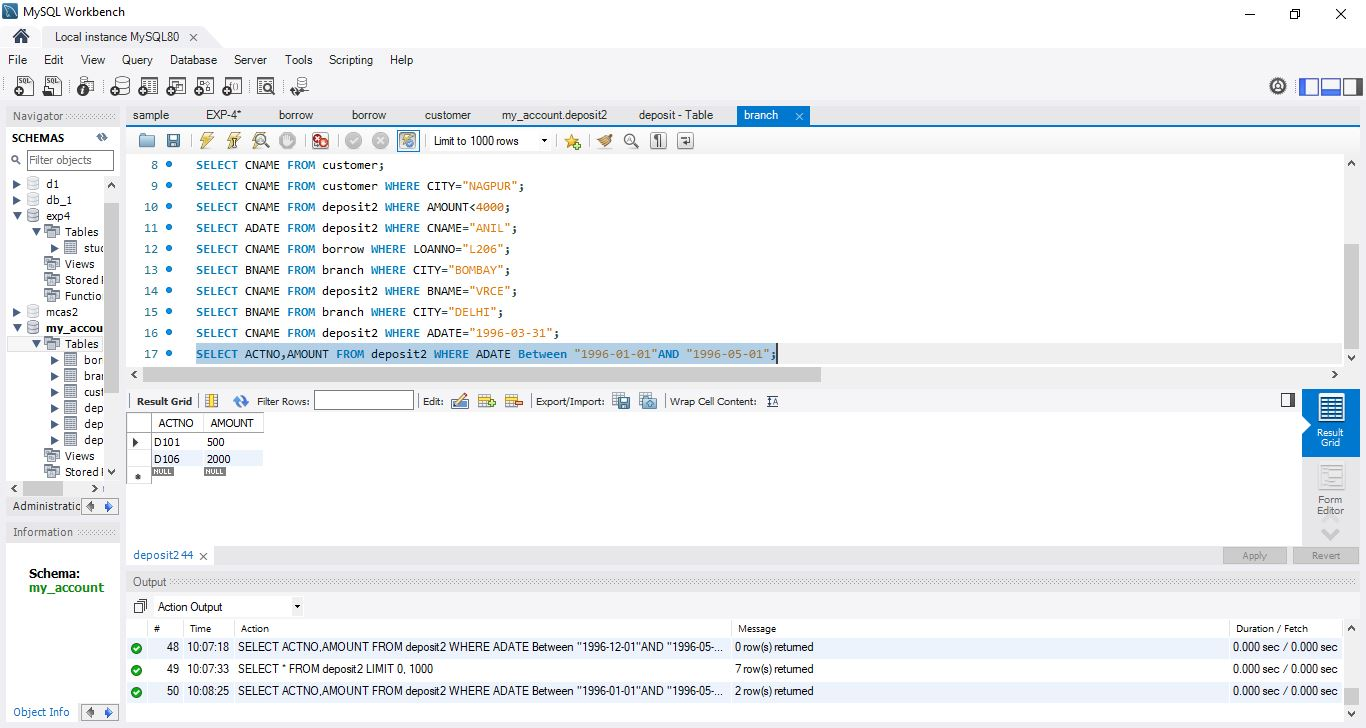 MySQL Workbench
Local instance MySQL80
File Edit View Query Database Server Tools Scripting Help
Navigator
SCHEMAS
Filter objects
d1
db_1
exp4
Tables
stu
Views
Stored
Functio
mcas2
my_accou
Tables
bor
bran
cust
dep
dep
dep
Views
Stored
Administratic
Information
Schema:
my_account
Object Info
sample EXP-4* borrow borrow customer my_account.deposit2 deposit - Table branch
Limit to 1000 rows
8 SELECT CNAME FROM customer;
9 SELECT CNAME FROM customer WHERE CITY="NAGPUR";
10 SELECT CNAME FROM deposit2 WHERE AMOUNT<4000;
11 SELECT ADATE FROM deposit2 WHERE CNAME="ANIL";
12 SELECT CNAME FROM borrow WHERE LOANNO="L206";
13 SELECT BNAME FROM branch WHERE CITY="BOMBAY";
14 SELECT CNAME FROM deposit2 WHERE BNAME="VRCE";
15 SELECT BNAME FROM branch WHERE CITY="DELHI";
16 SELECT CNAME FROM deposit2 WHERE ADATE="1996-03-31";
17 SELECT ACTNO,AMOUNT FROM deposit2 WHERE ADATE Between "1996-01-01"AND "1996-05-01";
Result Grid Filter Rows: Edit: Export/Import: Wrap Cell Content:
ACTNO AMOUNT
D101 500
D106 2000
NULL NULL
Result Grid
Form Editor
deposit2 44
Apply Revert
Output
Action Output
# Time Action Message Duration / Fetch
48 10:07:18 SELECT ACTNO,AMOUNT FROM deposit2 WHERE ADATE Between "1996-12-01"AND "1996-05-... 0 row(s) returned 0.000 sec / 0.000 sec
49 10:07:33 SELECT * FROM deposit2 LIMIT 0, 1000 7 row(s) returned 0.000 sec / 0.000 sec
50 10:08:25 SELECT ACTNO,AMOUNT FROM deposit2 WHERE ADATE Between "1996-01-01"AND "1996-05-... 2 row(s) returned 0.000 sec / 0.000 sec